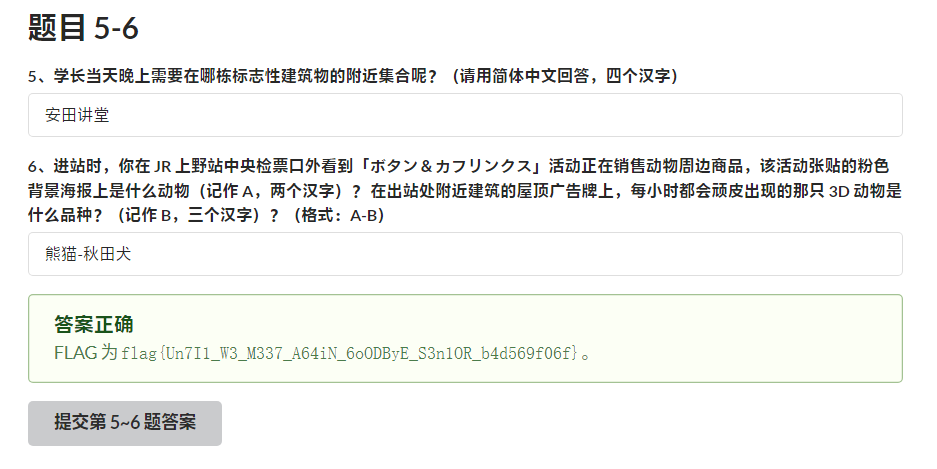 题目 5-6
5、学长当天晚上需要在哪栋标志性建筑物的附近集合呢？（请用简体中文回答，四个汉字）
安田讲堂
6、进站时，你在 JR 上野站中央检票口外看到「ボタン＆カフリンクス」活动正在销售动物周边商品，该活动张贴的粉色
背景海报上是什么动物（记作 A，两个汉字）？ 在出站处附近建筑的屋顶广告牌上，每小时都会顽皮出现的那只 3D 动物是
什么品种？（记作 B，三个汉字）？（格式：A-B）
熊猫-秋田犬
答案正确
FLAG 为 flag{Un7I1_W3_M337_A64iN_6oODByE_S3nlOR_b4d569f06f}。
提交第 5~6 题答案